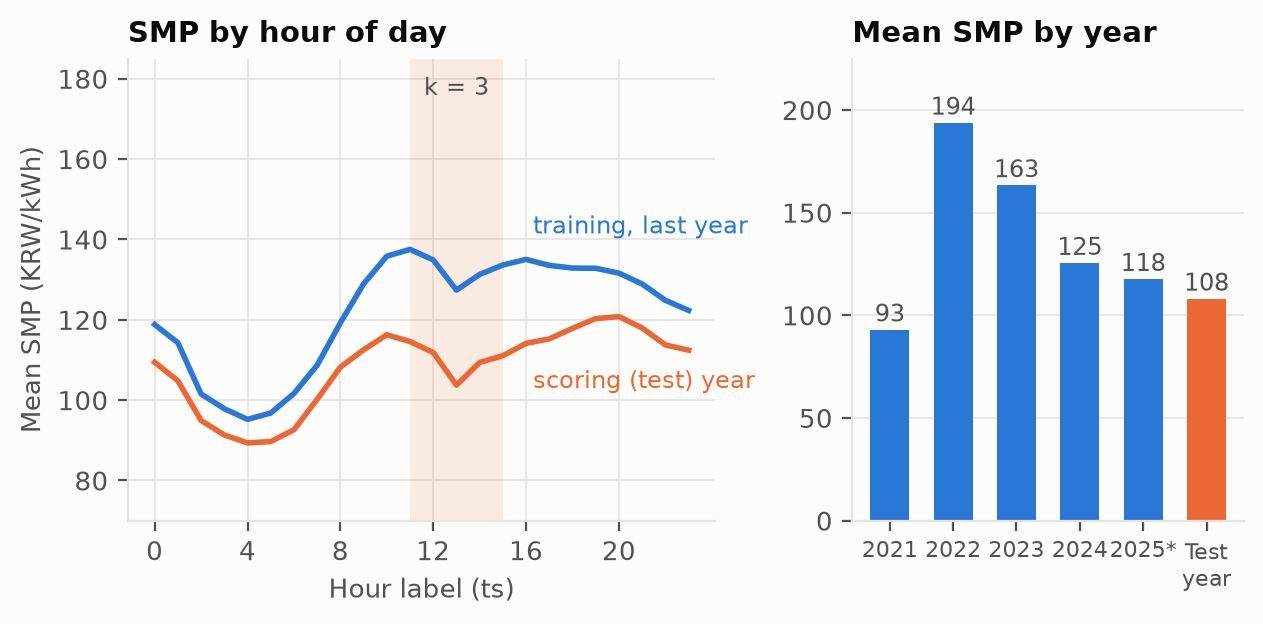 SMP by hour of day
Mean SMP (KRW/kWh)
180
160
140
120
100
80
k = 3
training, last year
scoring (test) year
0 4 8 12 16 20
Hour label (ts)
Mean SMP by year
200
150
100
50
0
93
194
163
125
118
108
2021 2022 2023 2024 2025* Test
year